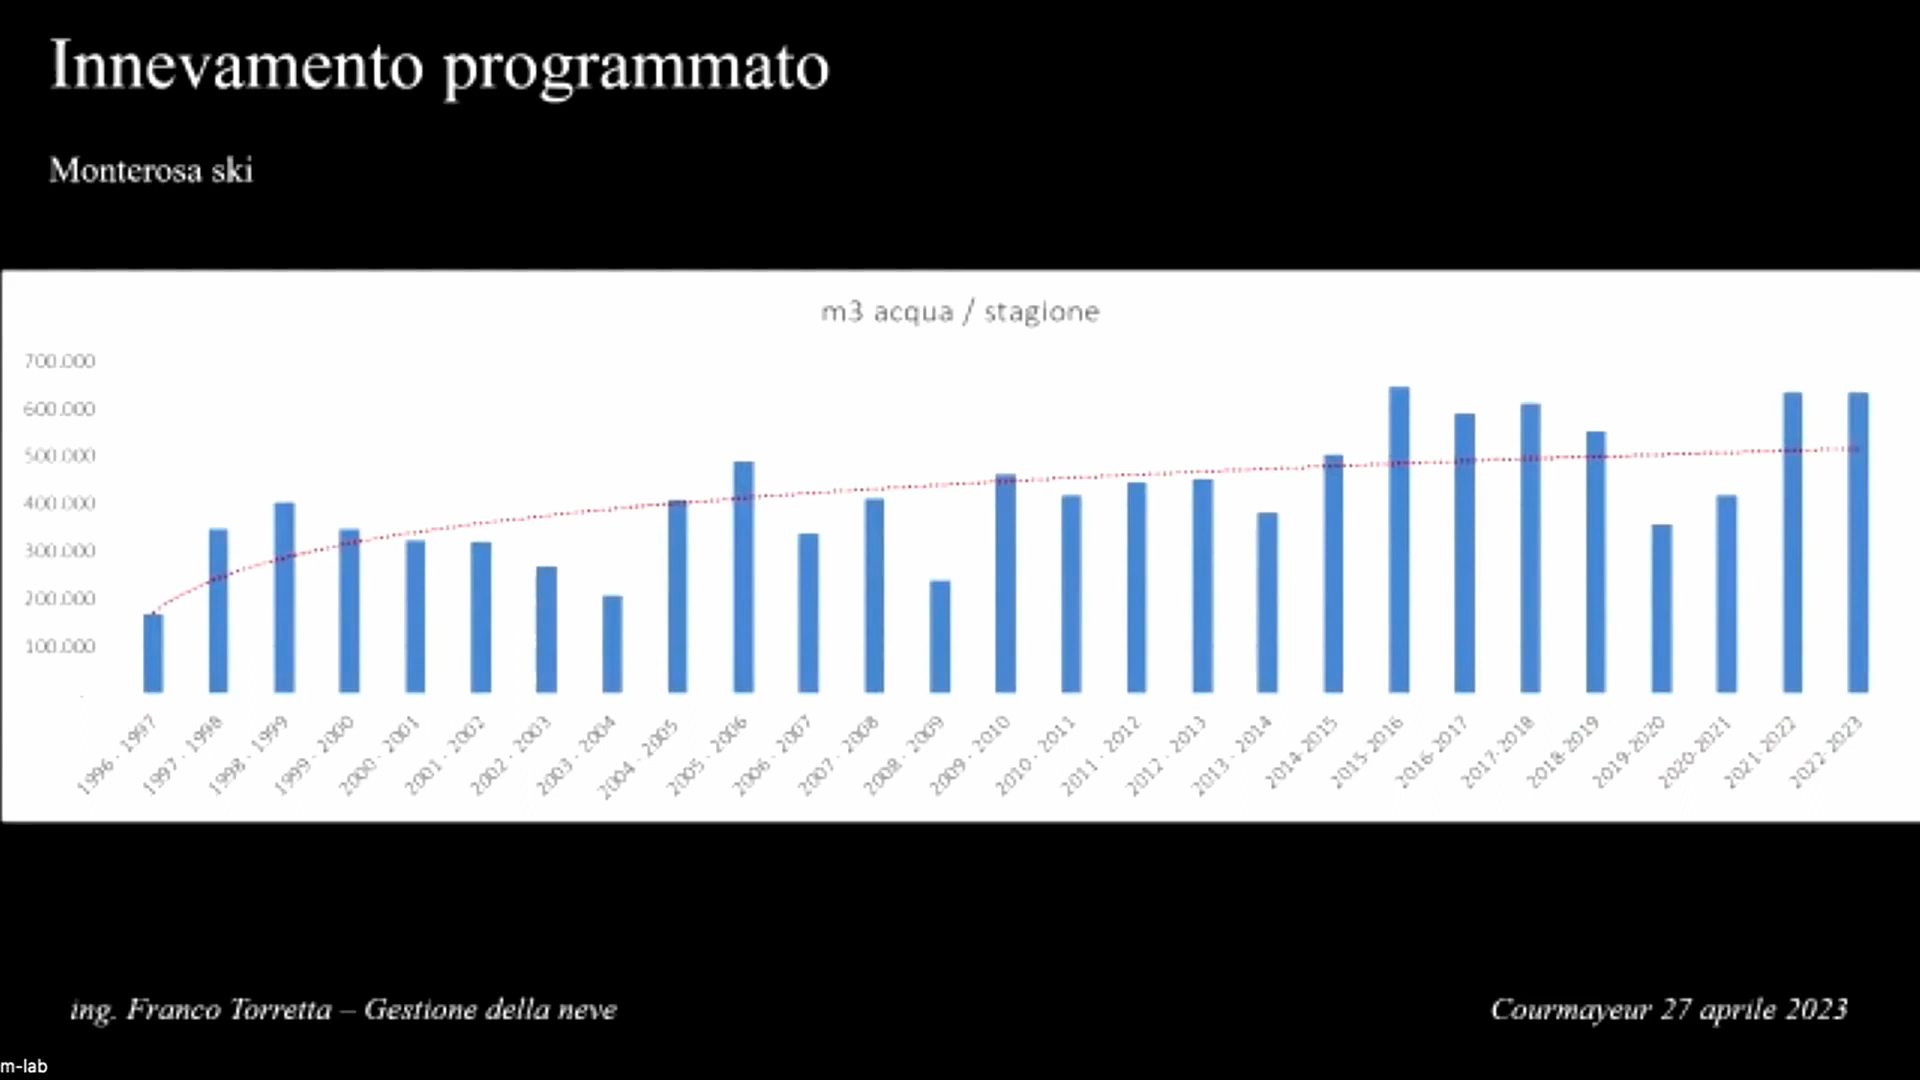 Innevamento programmato
Monterosa ski
m3 acqua / stagione
700.000
600.000
500.000
400.000
300.000
200.000
100.000
-
1996 - 1997
1997 - 1998
1998 - 1999
1999 - 2000
2000 - 2001
2001 - 2002
2002 - 2003
2003 - 2004
2004 - 2005
2005 - 2006
2006 - 2007
2007 - 2008
2008 - 2009
2009 - 2010
2010 - 2011
2011 - 2012
2012 - 2013
2013 - 2014
2014-2015
2015-2016
2016-2017
2017-2018
2018-2019
2019-2020
2020-2021
2021-2022
2022-2023
ing. Franco Torretta – Gestione della neve
Courmayeur 27 aprile 2023
m-lab